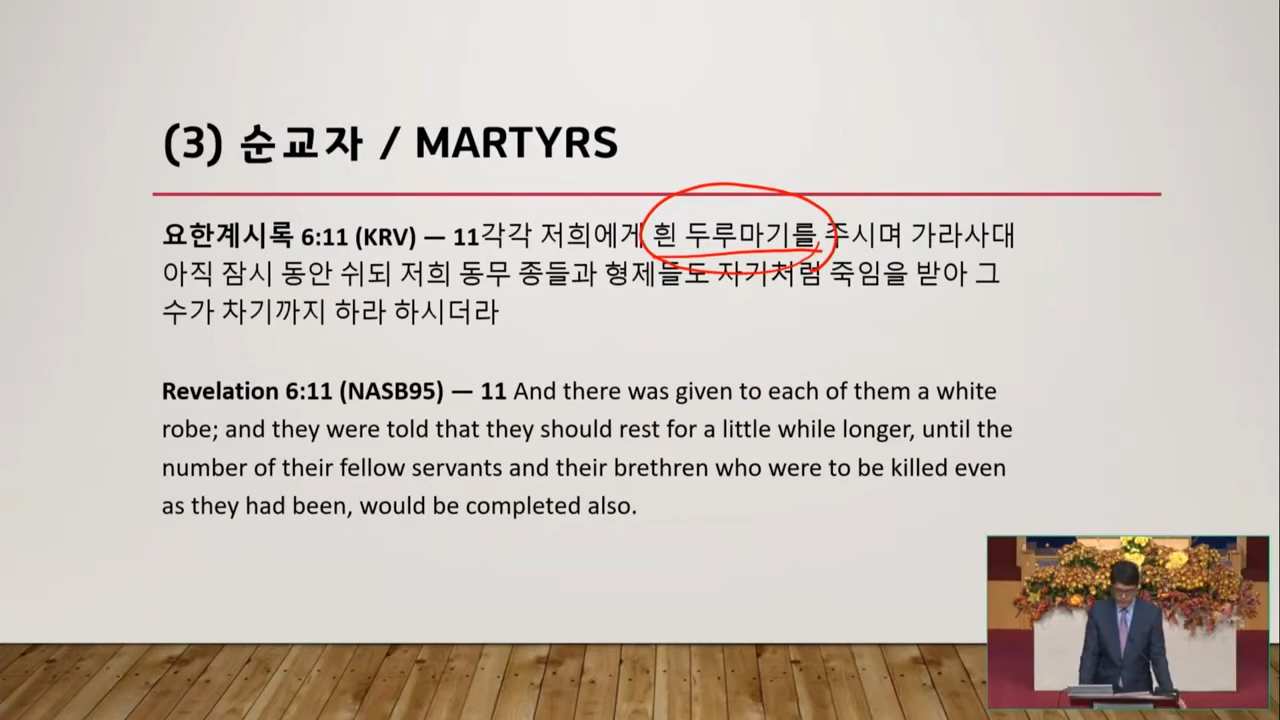 (3) 순교자 / MARTYRS
요한계시록 6:11 (KRV) — 11각각 저희에게 흰 두루마기를 주시며 가라사대
아직 잠시 동안 쉬되 저희 동무 종들과 형제들도 자기처럼 죽임을 받아 그
수가 차기까지 하라 하시더라
Revelation 6:11 (NASB95) — 11 And there was given to each of them a white
robe; and they were told that they should rest for a little while longer, until the
number of their fellow servants and their brethren who were to be killed even
as they had been, would be completed also.